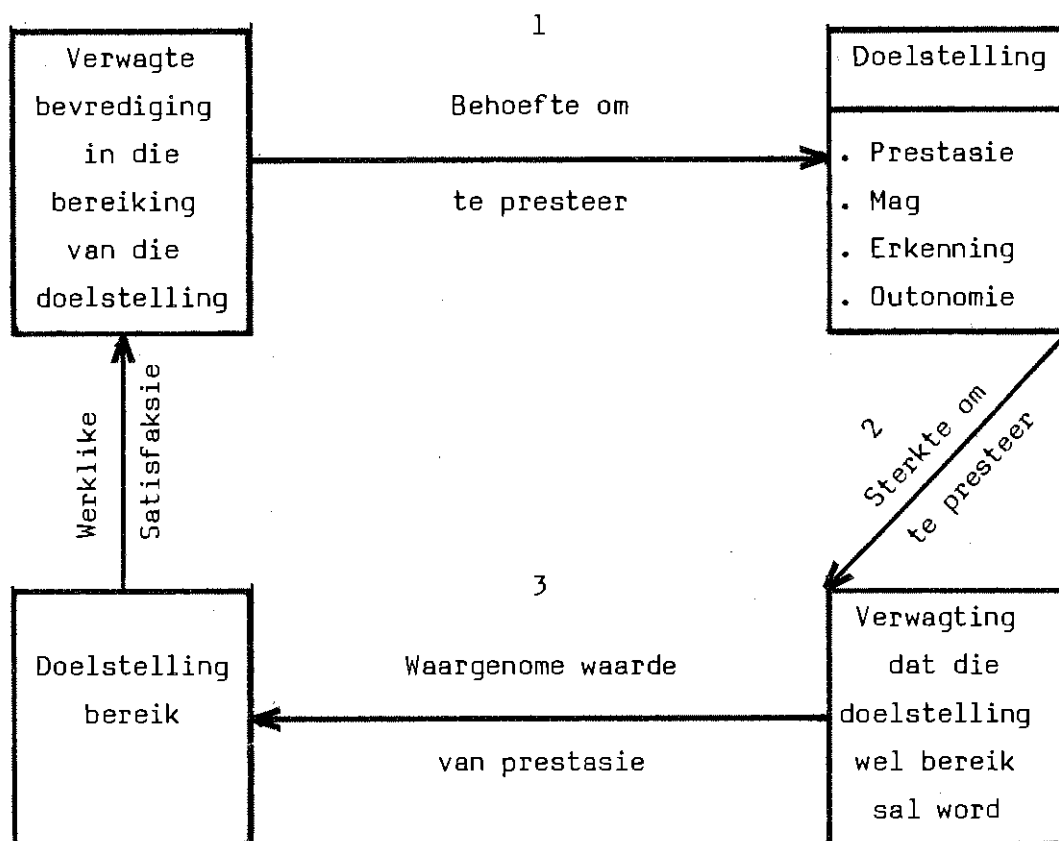 1
Verwagte
bevrediging
in die
bereiking
van die
doelstelling
Behoefte om
te presteer
Doelstelling
. Prestasie
. Mag
. Erkenning
. Outonomie
2
Sterkte om
te presteer
Verwagting
dat die
doelstelling
wel bereik
sal word
3
Waargenome waarde
van prestasie
Doelstelling
bereik
Werklike
Satisfaksie